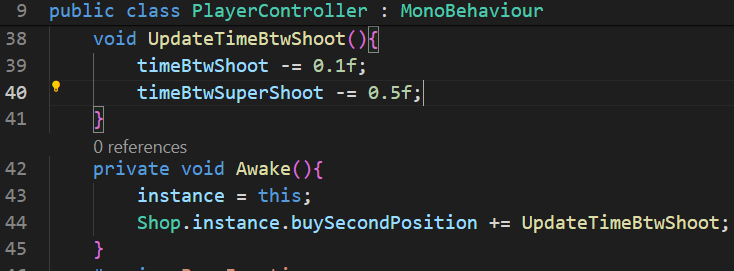 9 public class PlayerController : MonoBehaviour
38 void UpdateTimeBtwShoot(){
39 timeBtwShoot -= 0.1f;
40 timeBtwSuperShoot -= 0.5f;
41 }
0 references
42 private void Awake(){
43 instance = this;
44 Shop.instance.buySecondPosition += UpdateTimeBtwShoot;
45 }